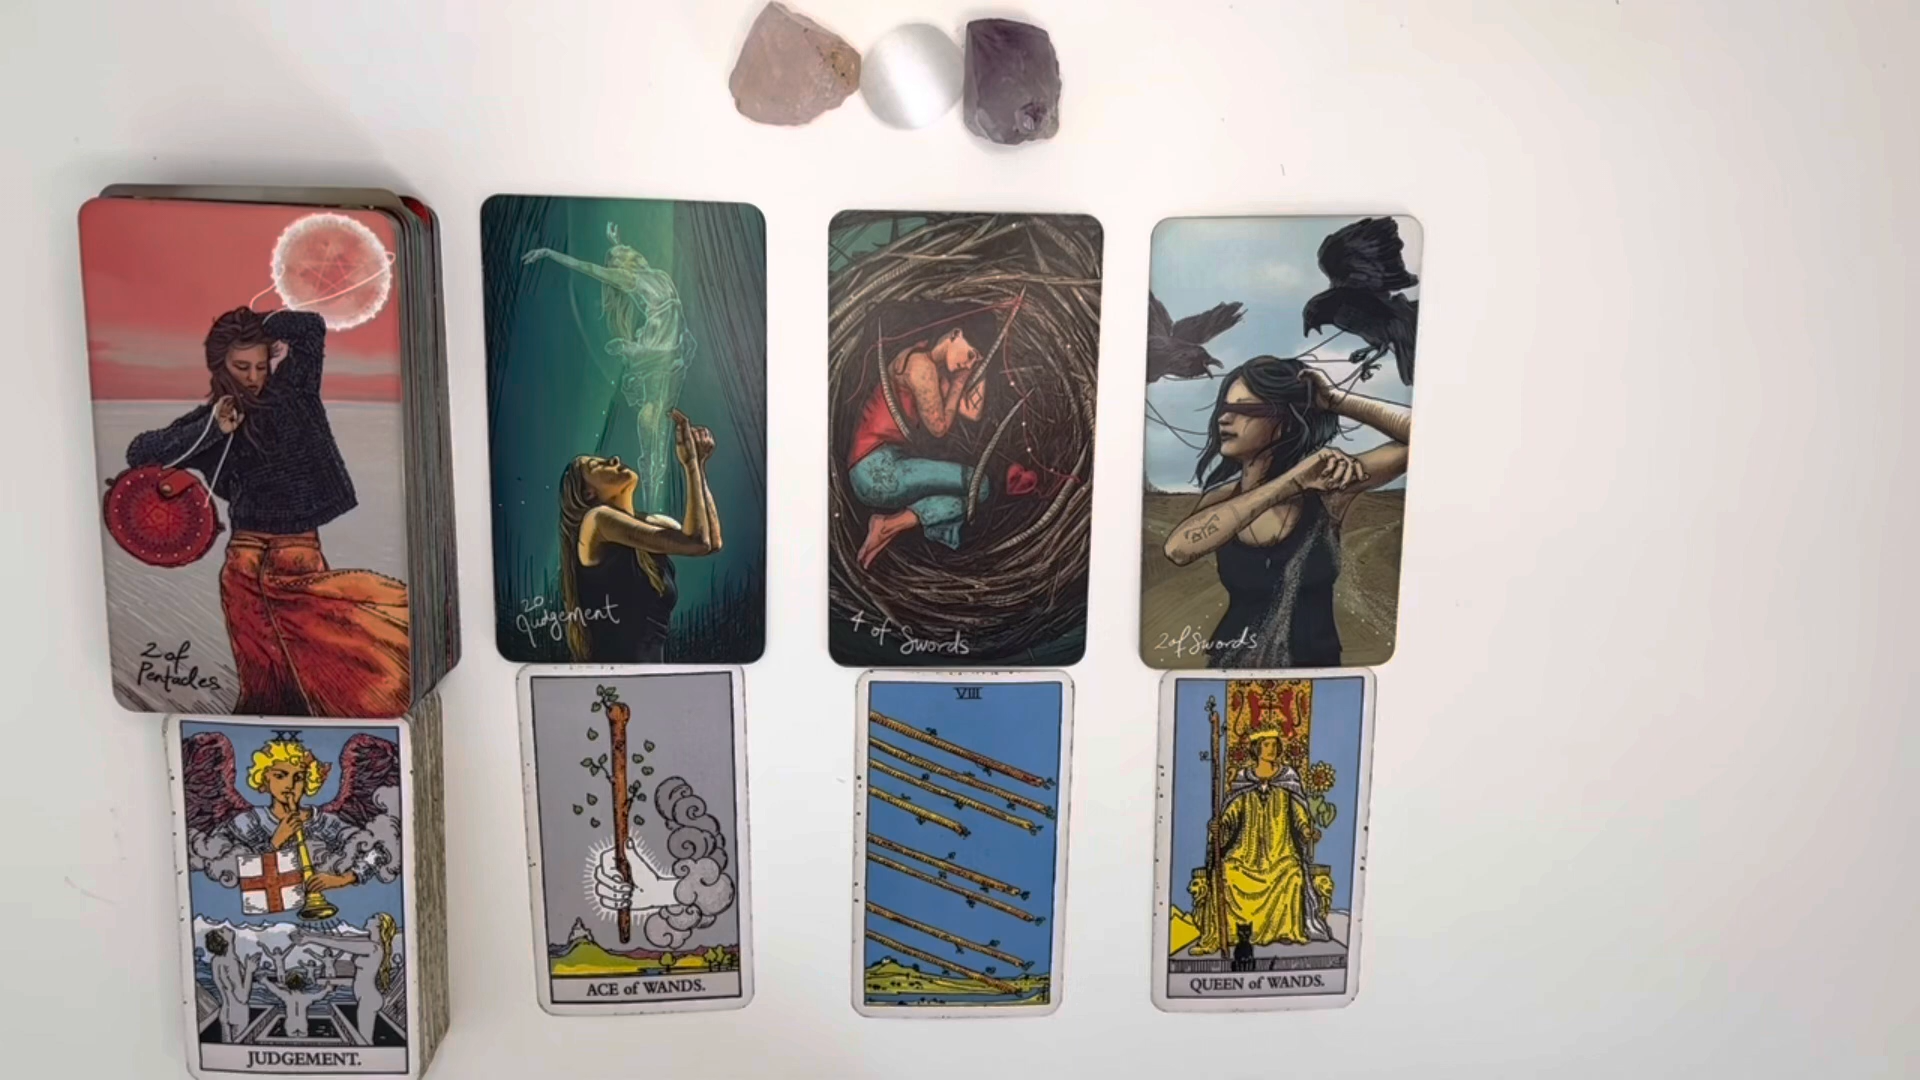 2 of
Pentacles
20
Judgement
4 of Swords
2 of Swords
XX
JUDGEMENT.
ACE of WANDS.
VIII
QUEEN of WANDS.